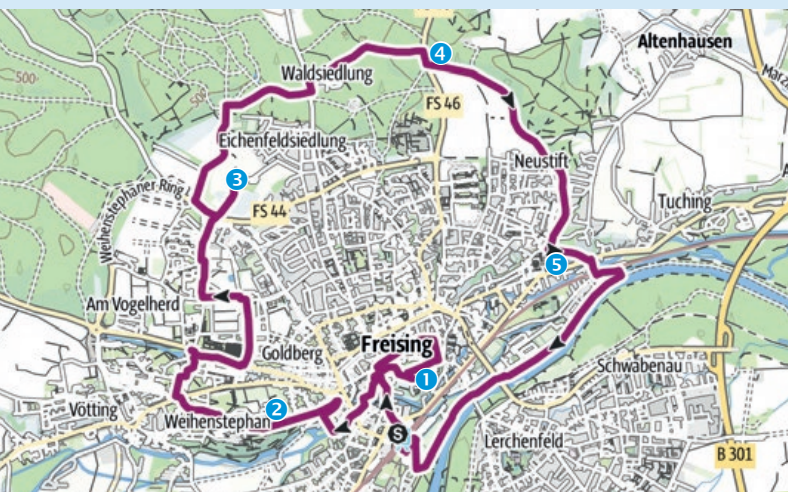 Altenhausen
4
Waldsiedlung
500
500
FS 46
Eichenfeldsiedlung
Neustift
3
Weihenstephaner Ring
FS 44
Tuching
5
Am Vogelherd
Goldberg
Freising
1
Schwabenau
Vötting
Weihenstephan
2
S
Lerchenfeld
B 301